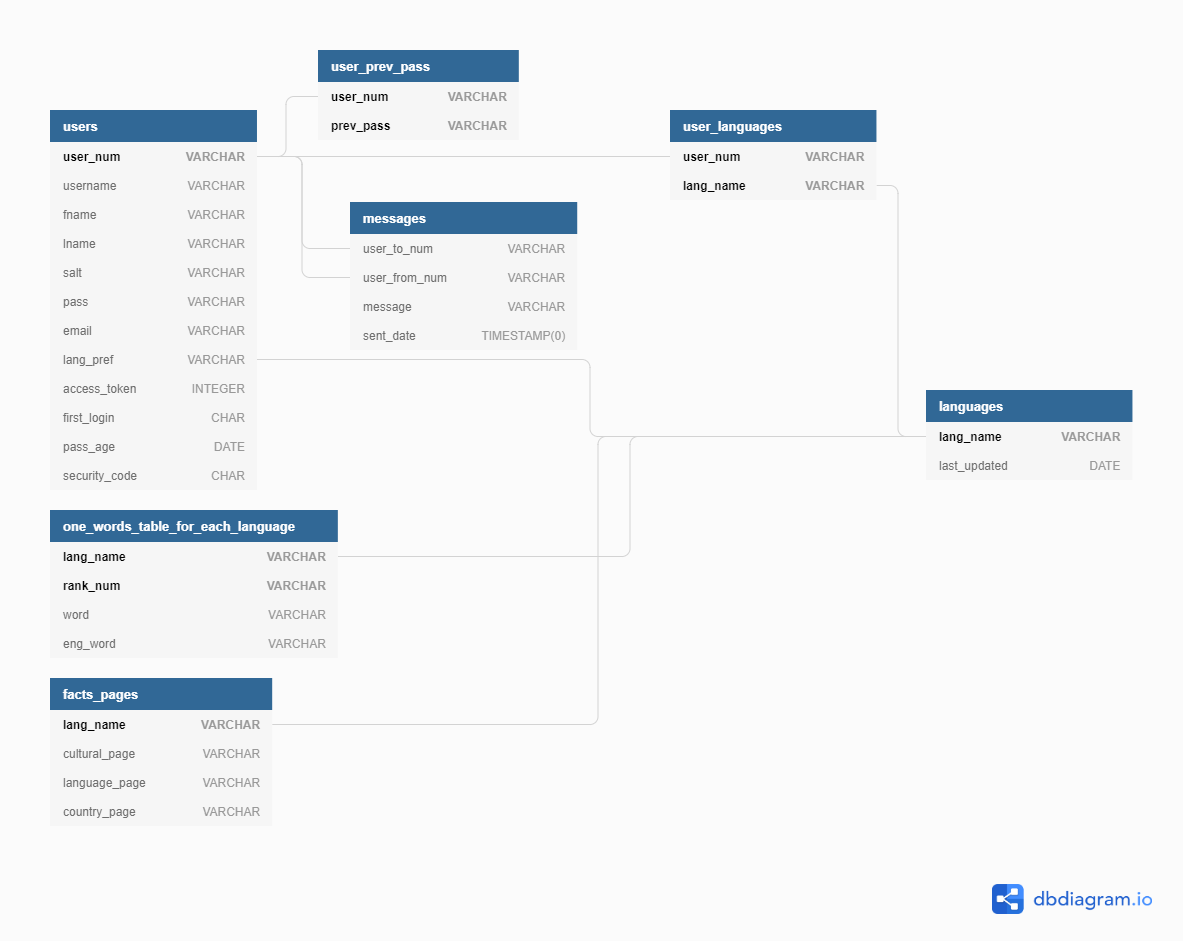 user_prev_pass
user_num VARCHAR
prev_pass VARCHAR
users
user_num VARCHAR
username VARCHAR
fname VARCHAR
lname VARCHAR
salt VARCHAR
pass VARCHAR
email VARCHAR
lang_pref VARCHAR
access_token INTEGER
first_login CHAR
pass_age DATE
security_code CHAR
user_languages
user_num VARCHAR
lang_name VARCHAR
messages
user_to_num VARCHAR
user_from_num VARCHAR
message VARCHAR
sent_date TIMESTAMP(0)
languages
lang_name VARCHAR
last_updated DATE
one_words_table_for_each_language
lang_name VARCHAR
rank_num VARCHAR
word VARCHAR
eng_word VARCHAR
facts_pages
lang_name VARCHAR
cultural_page VARCHAR
language_page VARCHAR
country_page VARCHAR
dbdiagram.io